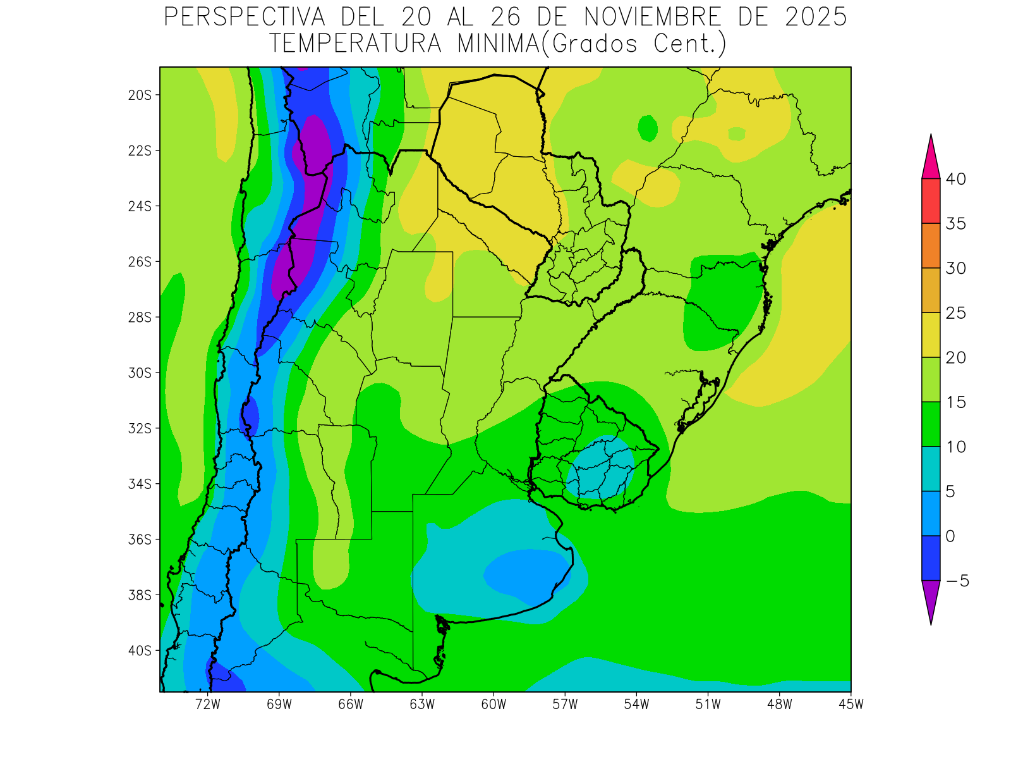 PERSPECTIVA DEL 20 AL 26 DE NOVIEMBRE DE 2025
TEMPERATURA MINIMA(Grados Cent.)
20S
22S
24S
26S
28S
30S
32S
34S
36S
38S
40S
72W 69W 66W 63W 60W 57W 54W 51W 48W 45W
40
35
30
25
20
15
10
5
0
−5